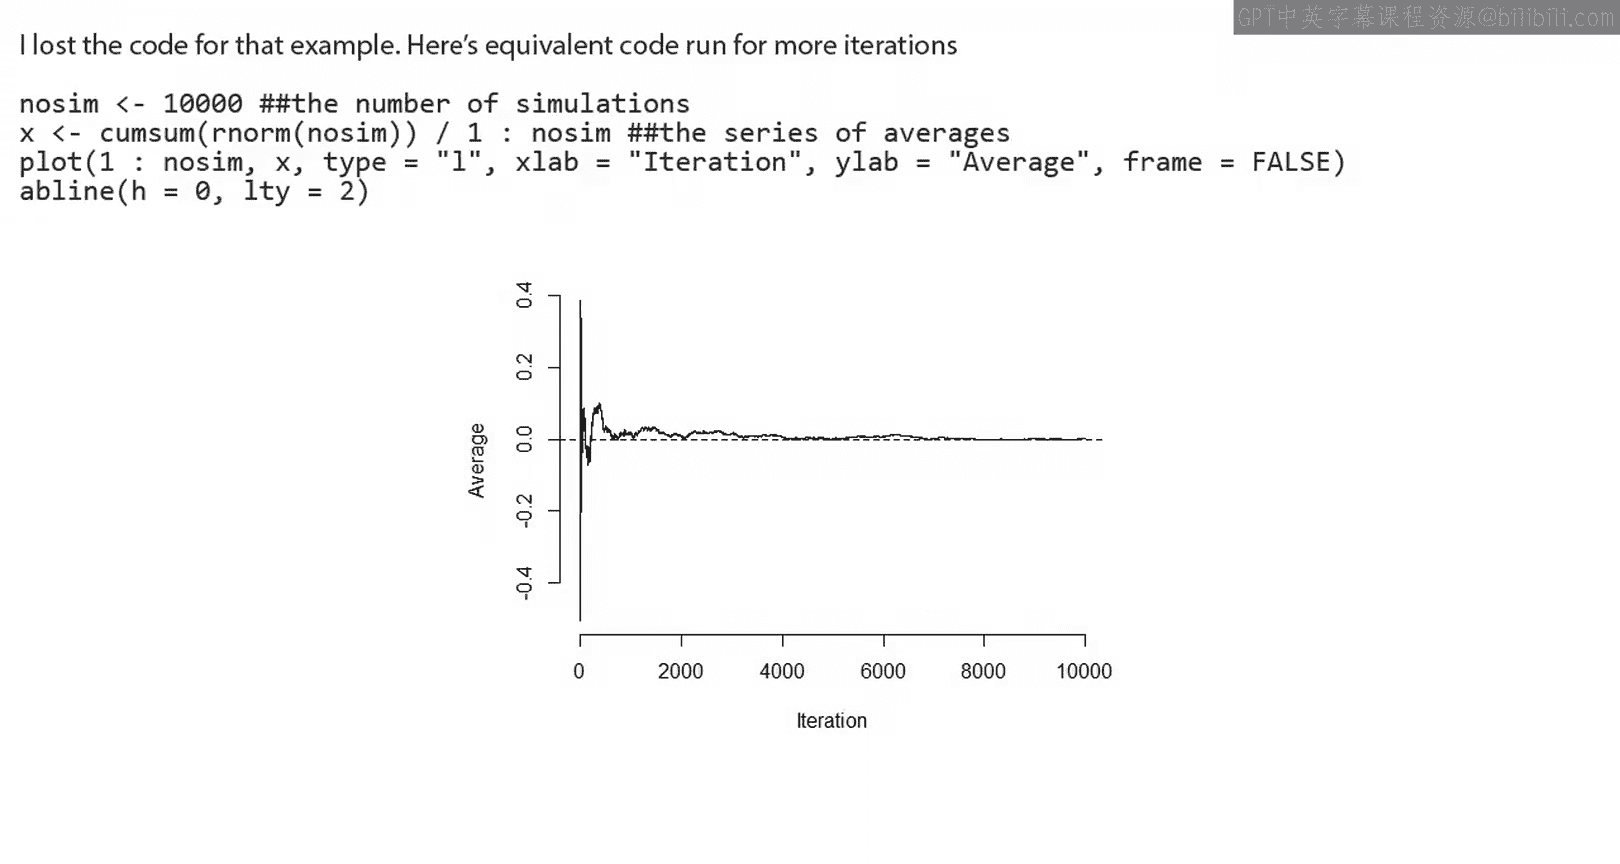 GPT中英字幕课程资源@bilibili.com
I lost the code for that example. Here’s equivalent code run for more iterations
nosim <- 10000 ##the number of simulations
x <- cumsum(rnorm(nosim)) / 1 : nosim ##the series of averages
plot(1 : nosim, x, type = "l", xlab = "Iteration", ylab = "Average", frame = FALSE)
abline(h = 0, lty = 2)
0.4
0.2
0.0
-0.2
-0.4
Average
0 2000 4000 6000 8000 10000
Iteration